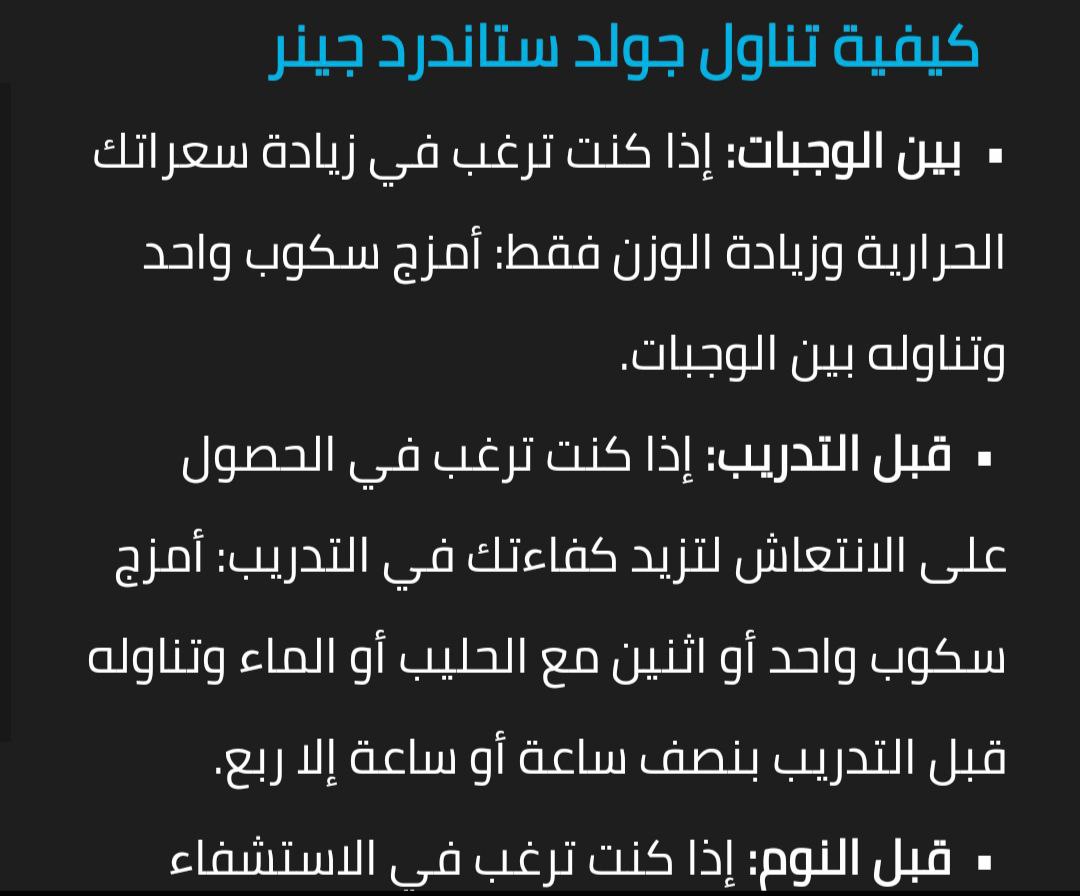 كيفية تناول جولد ستاندرد جينر
▪ بين الوجبات: إذا كنت ترغب في زيادة سعراتك
الحرارية وزيادة الوزن فقط: أمزج سكوب واحد
وتناوله بين الوجبات.
▪ قبل التدريب: إذا كنت ترغب في الحصول
على الانتعاش لتزيد كفاءتك في التدريب: أمزج
سكوب واحد أو اثنين مع الحليب أو الماء وتناوله
قبل التدريب بنصف ساعة أو ساعة إلا ربع.
▪ قبل النوم: إذا كنت ترغب في الاستشفاء